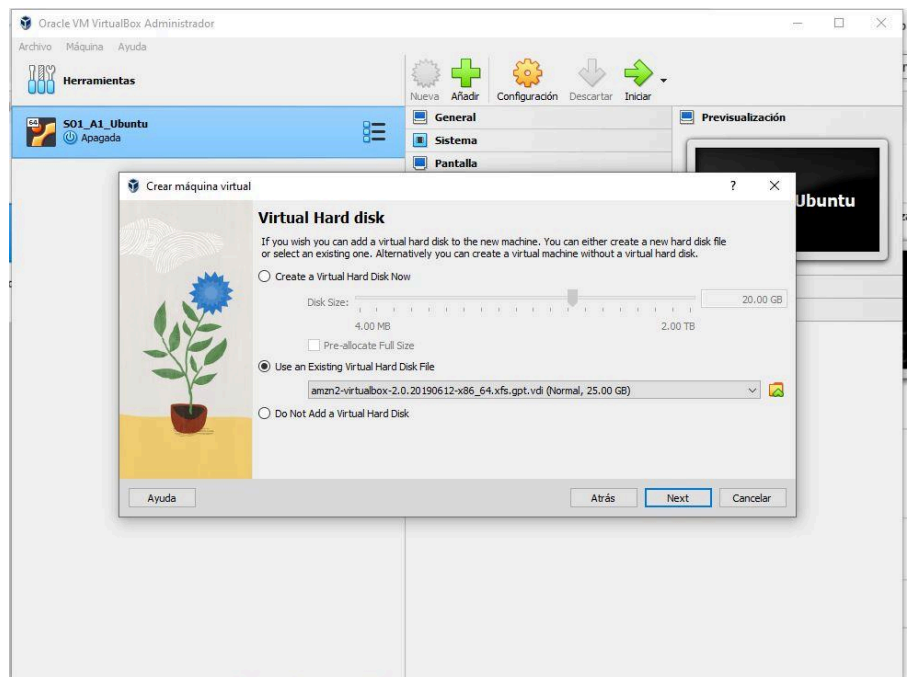 Oracle VM VirtualBox Administrador
Archivo Máquina Ayuda
Herramientas
Nueva Añadir Configuración Descartar Iniciar
64
S01_A1_Ubuntu
Apagada
General
Sistema
Pantalla
Previsualización
Ubuntu
Crear máquina virtual
?
Virtual Hard disk
If you wish you can add a virtual hard disk to the new machine. You can either create a new hard disk file
or select an existing one. Alternatively you can create a virtual machine without a virtual hard disk.
Create a Virtual Hard Disk Now
Disk Size:
20.00 GB
4.00 MB 2.00 TB
Pre-allocate Full Size
Use an Existing Virtual Hard Disk File
amzn2-virtualbox-2.0.20190612-x86_64.xfs.gpt.vdi (Normal, 25.00 GB)
Do Not Add a Virtual Hard Disk
Ayuda Atrás Next Cancelar